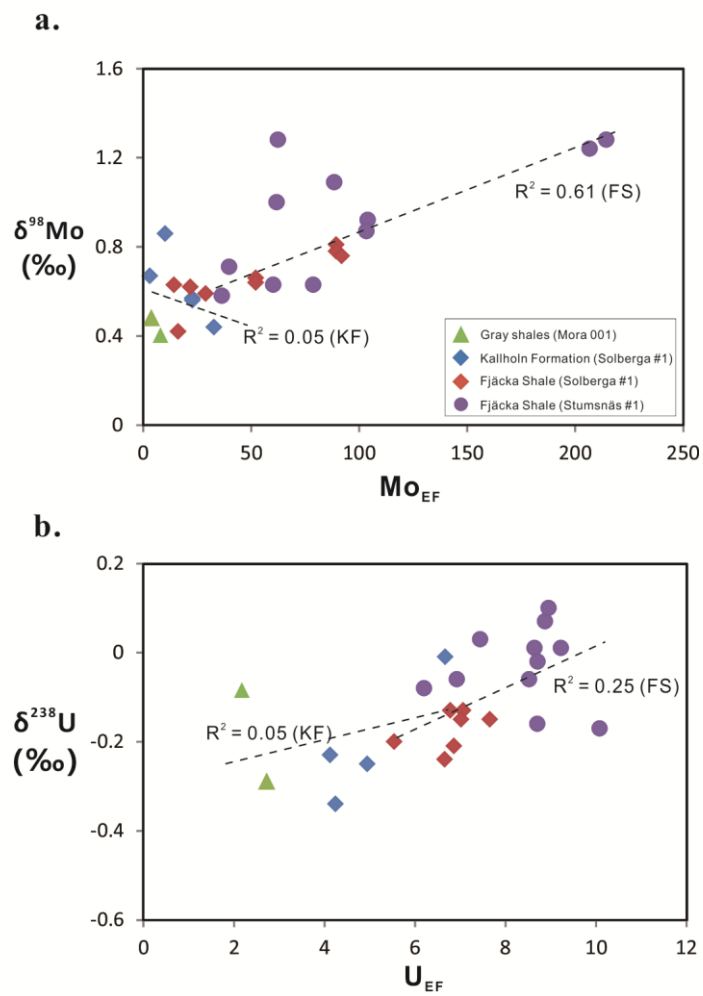 a.
1.6
1.2
0.8
0.4
0
δ⁹⁸Mo
(‰)
R² = 0.61 (FS)
R² = 0.05 (KF)
Gray shales (Mora 001)
Kallholn Formation (Solberga #1)
Fjäcka Shale (Solberga #1)
Fjäcka Shale (Stumsnäs #1)
0 50 100 150 200 250
Mo_EF
b.
0.2
0
-0.2
-0.4
-0.6
δ²³⁸U
(‰)
R² = 0.25 (FS)
R² = 0.05 (KF)
0 2 4 6 8 10 12
U_EF